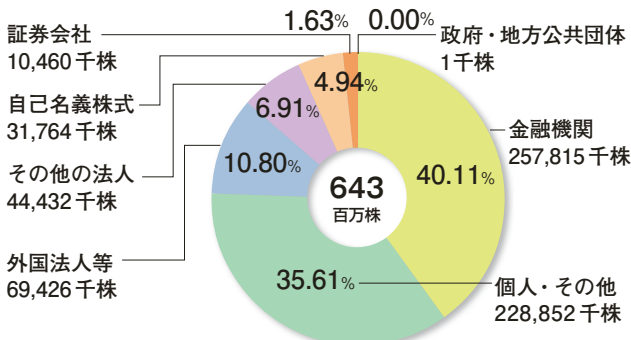 証券会社
10,460千株
1.63%
0.00%
政府・地方公共団体
1千株
自己名義株式
31,764千株
4.94%
その他の法人
44,432千株
6.91%
金融機関
257,815千株
40.11%
10.80%
643
百万株
外国法人等
69,426千株
35.61%
個人・その他
228,852千株